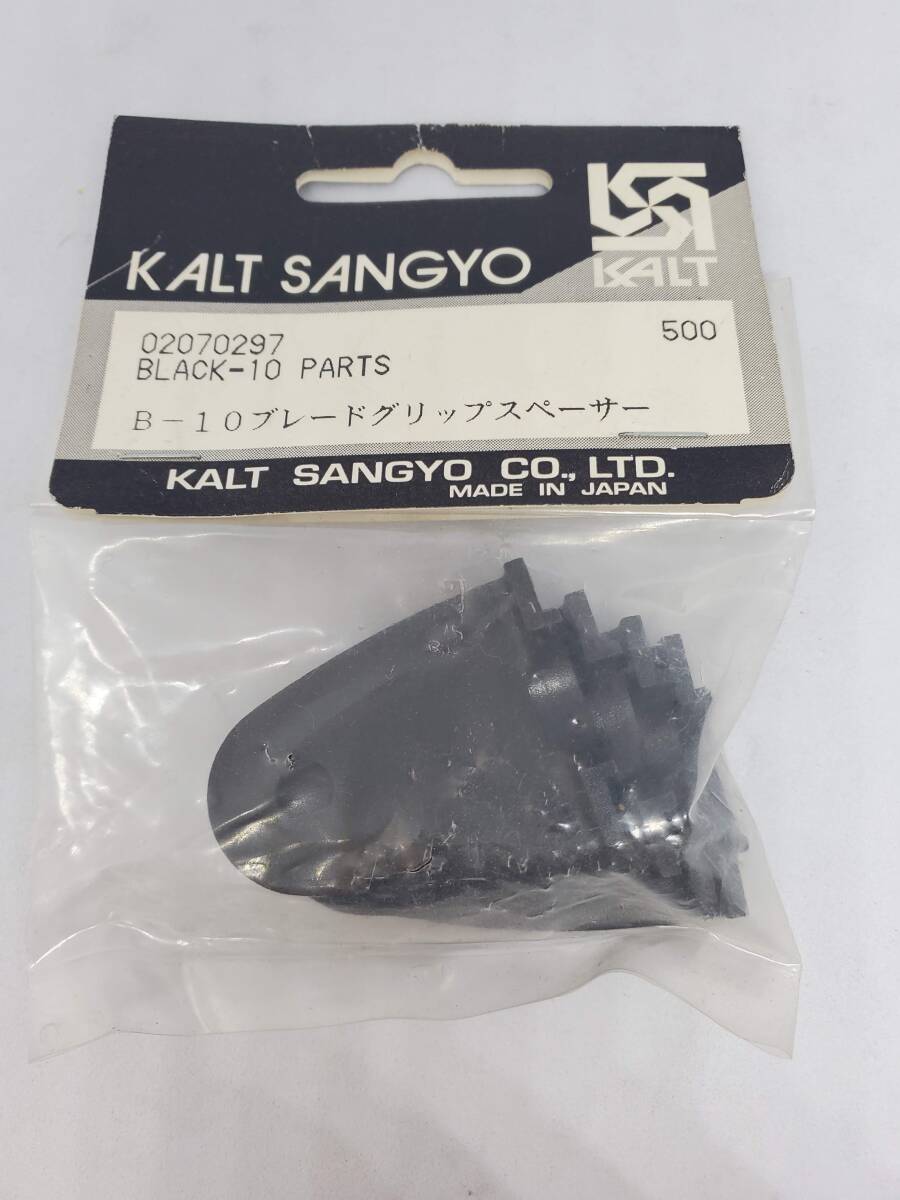 KALT SANGYO
KALT
02070297 500
BLACK-10 PARTS
B－10ブレードグリップスペーサー
KALT SANGYO CO., LTD.
MADE IN JAPAN